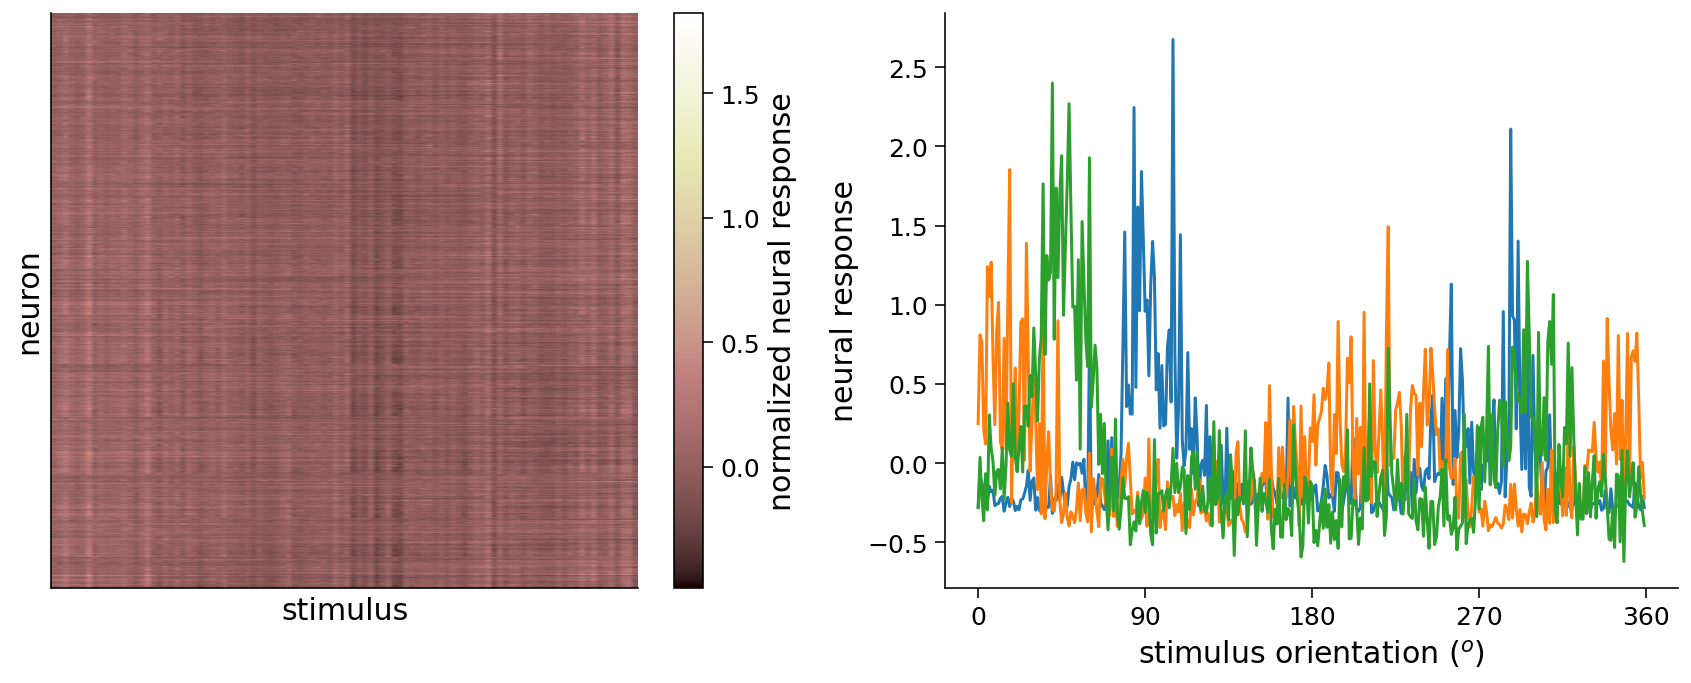 neuron
stimulus
1.5
1.0
0.5
0.0
normalized neural response
neural response
2.5
2.0
1.5
1.0
0.5
0.0
−0.5
0 90 180 270 360
stimulus orientation (o)